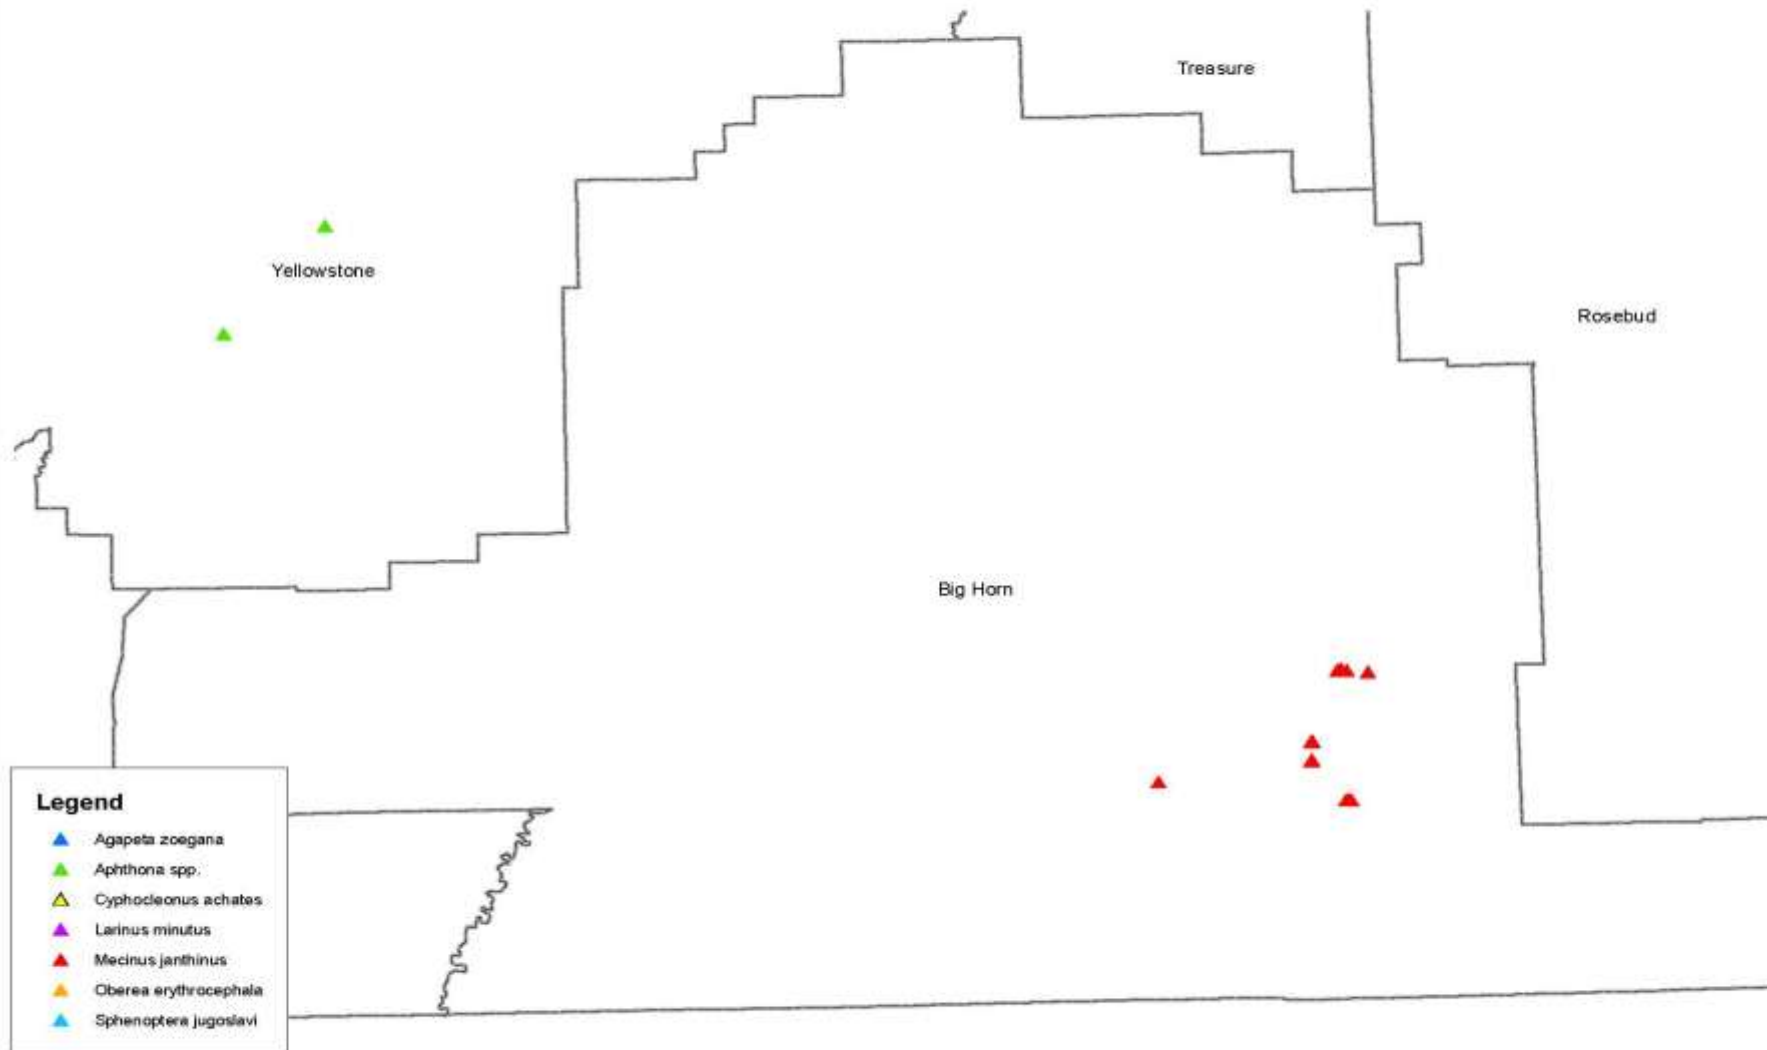 Treasure
Yellowstone
Rosebud
Big Horn
Legend
Agapeta zoegana
Aphthona spp.
Cyphocleonus achates
Larinus minutus
Mecinus janthinus
Oberea erythrocephala
Sphenoptera jugoslavi